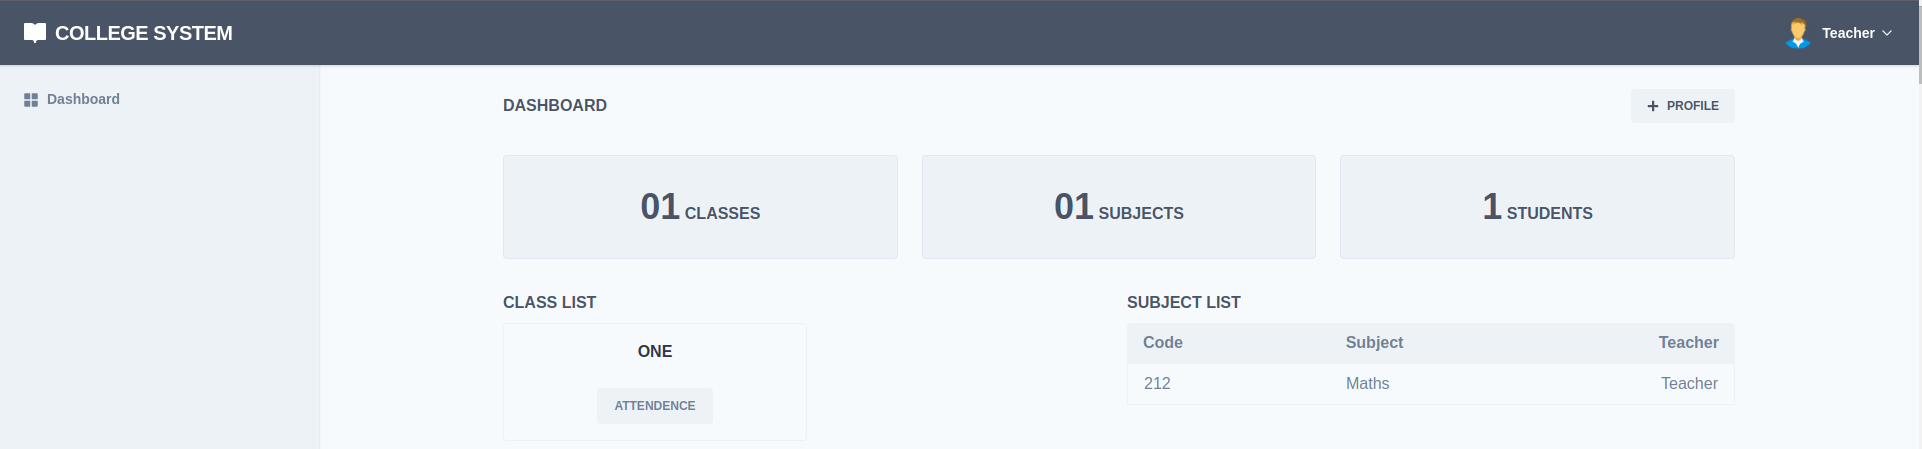 COLLEGE SYSTEM
Teacher
Dashboard
DASHBOARD
PROFILE
01 CLASSES
01 SUBJECTS
1 STUDENTS
CLASS LIST
ONE
ATTENDENCE
SUBJECT LIST
Code Subject Teacher
212 Maths Teacher